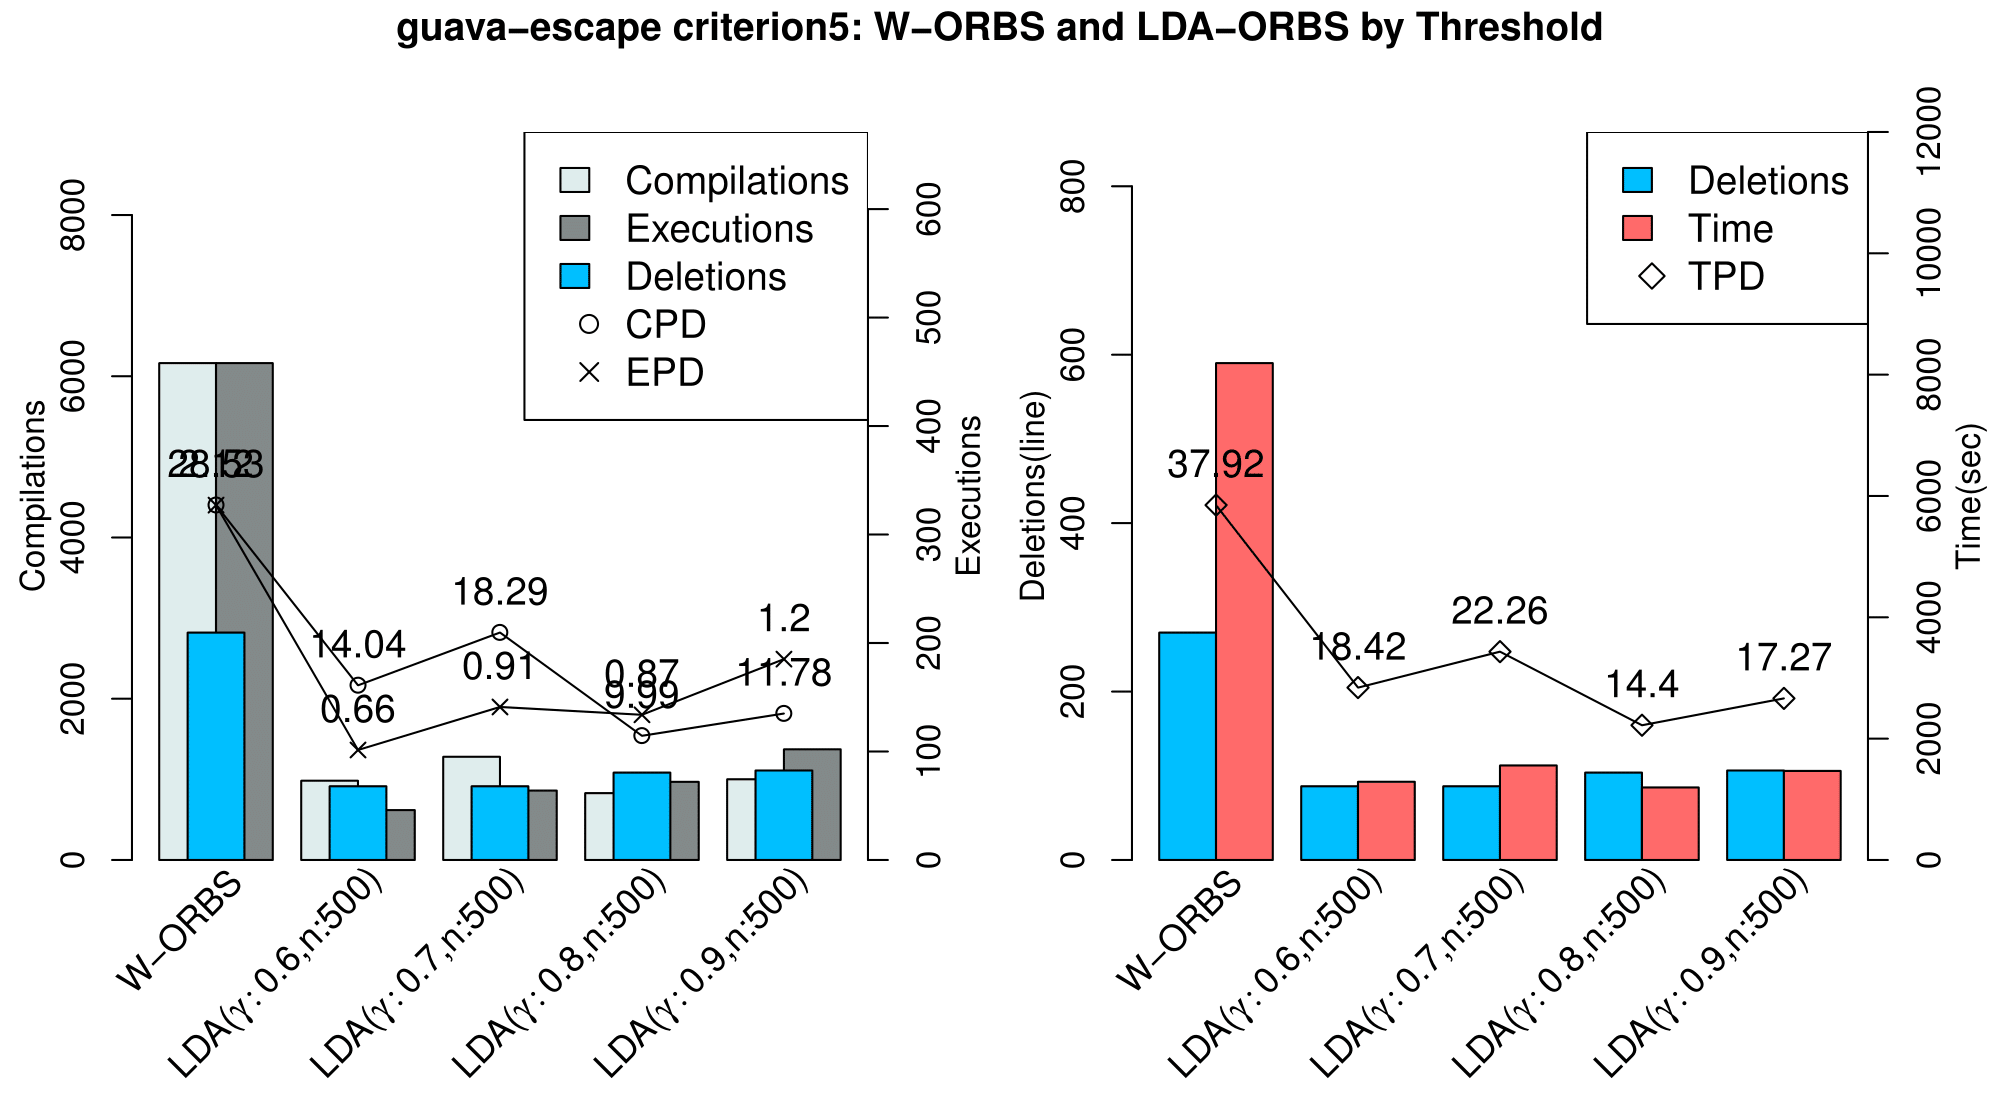 guava−escape criterion5: W−ORBS and LDA−ORBS by Threshold
Compilations
0
2000
4000
6000
8000
Executions
0
100
200
300
400
500
600
Compilations
Executions
Deletions
CPD
EPD
28.53
2.12
14.04
0.66
18.29
0.91
0.87
9.99
1.2
11.78
W−ORBS
LDA(γ: 0.6,n:500)
LDA(γ: 0.7,n:500)
LDA(γ: 0.8,n:500)
LDA(γ: 0.9,n:500)
Deletions(line)
0
200
400
600
800
Time(sec)
0
2000
4000
6000
8000
10000
12000
Deletions
Time
TPD
37.92
18.42
22.26
14.4
17.27
W−ORBS
LDA(γ: 0.6,n:500)
LDA(γ: 0.7,n:500)
LDA(γ: 0.8,n:500)
LDA(γ: 0.9,n:500)